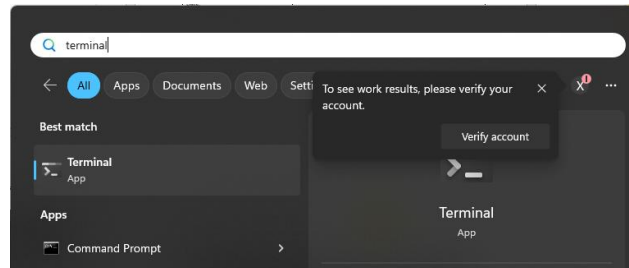 terminal
All Apps Documents Web Setti
To see work results, please verify your
account.
Verify account
X
Best match
Terminal
App
Apps
Command Prompt
Terminal
App